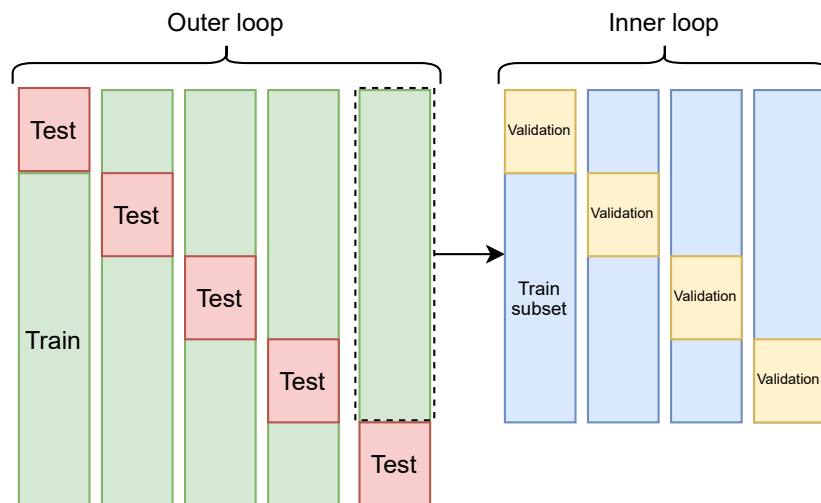 Outer loop
Inner loop
Test
Test
Test
Test
Test
Train
Validation
Validation
Validation
Validation
Train
subset